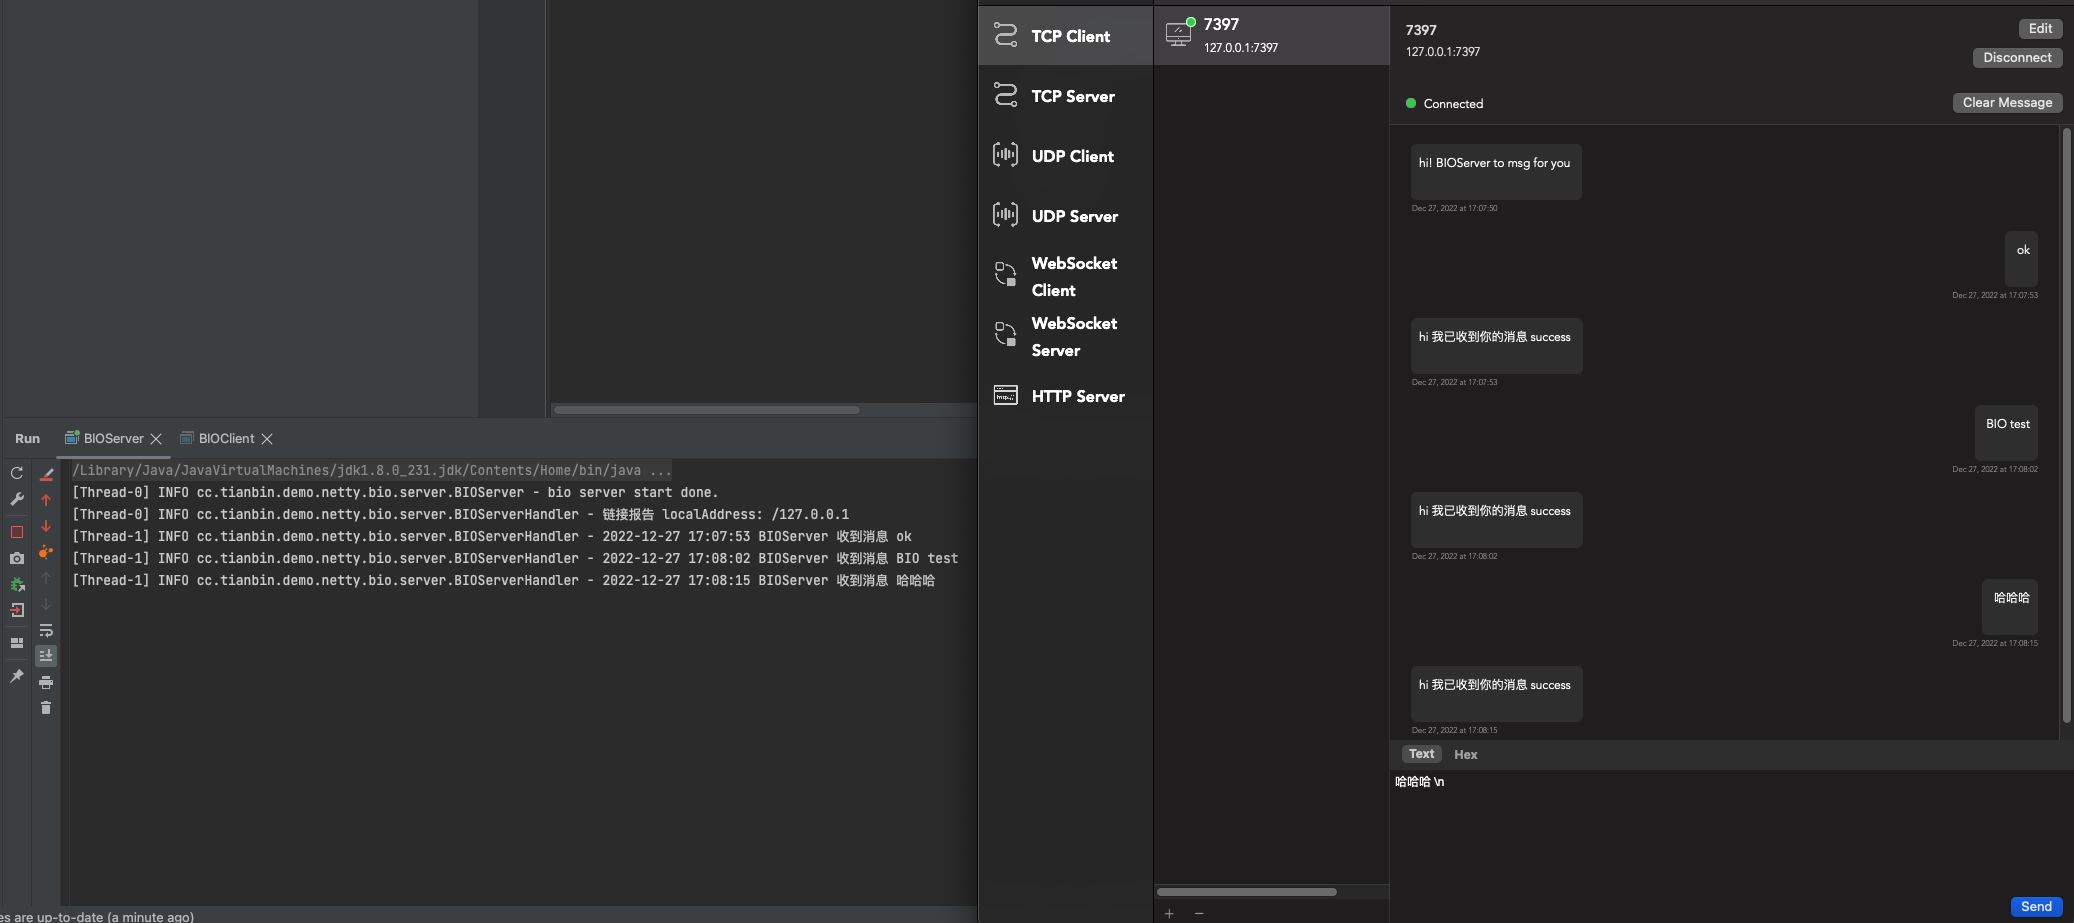 Run
BIOServer
BIOClient
/Library/Java/JavaVirtualMachines/jdk1.8.0_231.jdk/Contents/Home/bin/java ...
[Thread-0] INFO cc.tianbin.demo.netty.bio.server.BIOServer - bio server start done.
[Thread-0] INFO cc.tianbin.demo.netty.bio.server.BIOServerHandler - 链接报告 localAddress: /127.0.0.1
[Thread-1] INFO cc.tianbin.demo.netty.bio.server.BIOServerHandler - 2022-12-27 17:07:53 BIOServer 收到消息 ok
[Thread-1] INFO cc.tianbin.demo.netty.bio.server.BIOServerHandler - 2022-12-27 17:08:02 BIOServer 收到消息 BIO test
[Thread-1] INFO cc.tianbin.demo.netty.bio.server.BIOServerHandler - 2022-12-27 17:08:15 BIOServer 收到消息 哈哈哈
es are up-to-date (a minute ago)
TCP Client
TCP Server
UDP Client
UDP Server
WebSocket
Client
WebSocket
Server
HTTP Server
7397
127.0.0.1:7397
7397
127.0.0.1:7397
Edit
Disconnect
Connected
Clear Message
hi! BIOServer to msg for you
Dec 27, 2022 at 17:07:50
ok
Dec 27, 2022 at 17:07:53
hi 我已收到你的消息 success
Dec 27, 2022 at 17:07:53
BIO test
Dec 27, 2022 at 17:08:02
hi 我已收到你的消息 success
Dec 27, 2022 at 17:08:02
哈哈哈
Dec 27, 2022 at 17:08:15
hi 我已收到你的消息 success
Dec 27, 2022 at 17:08:15
Text
Hex
哈哈哈 \n
Send